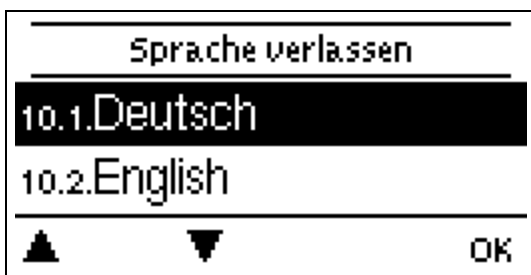 Sprache verlassen
10.1.Deutsch
10.2.English
▲ ▼ OK